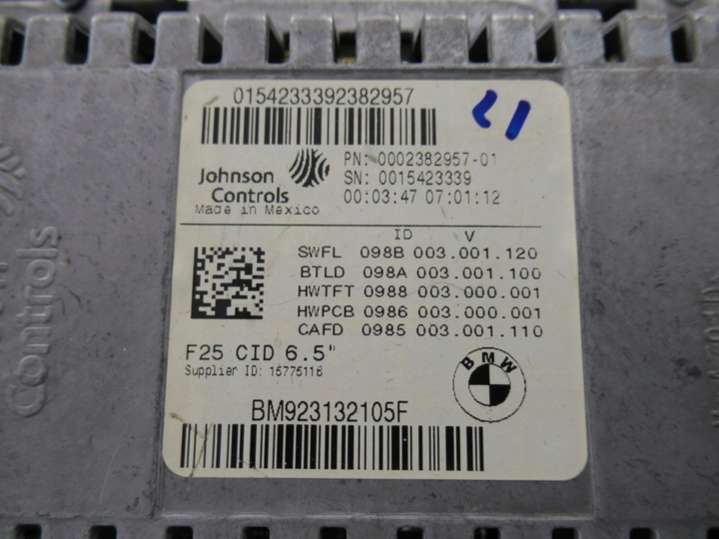 0154233392382957
21
Johnson
Controls
Made in Mexico
PN: 0002382957-01
SN: 0015423339
00:03:47 07:01:12
ID V
SWFL 098B 003.001.120
BTLD 098A 003.001.100
HWTFT 0988 003.000.001
HWPCB 0986 003.000.001
CAFD 0985 003.001.110
F25 CID 6.5"
Supplier ID: 15775116
BMW
BM923132105F
Controls